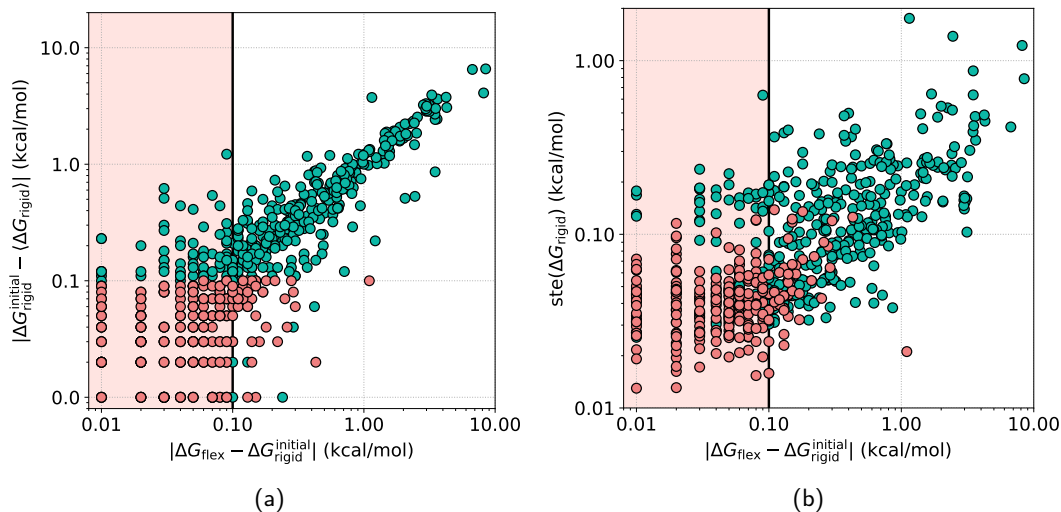 10.0
1.0
0.1
0.0
|ΔG_rigid^initial − ⟨ΔG_rigid⟩| (kcal/mol)
0.01
0.10
1.00
10.00
|ΔG_flex − ΔG_rigid^initial| (kcal/mol)
(a)
1.00
0.10
0.01
ste(ΔG_rigid) (kcal/mol)
0.01
0.10
1.00
10.00
|ΔG_flex − ΔG_rigid^initial| (kcal/mol)
(b)